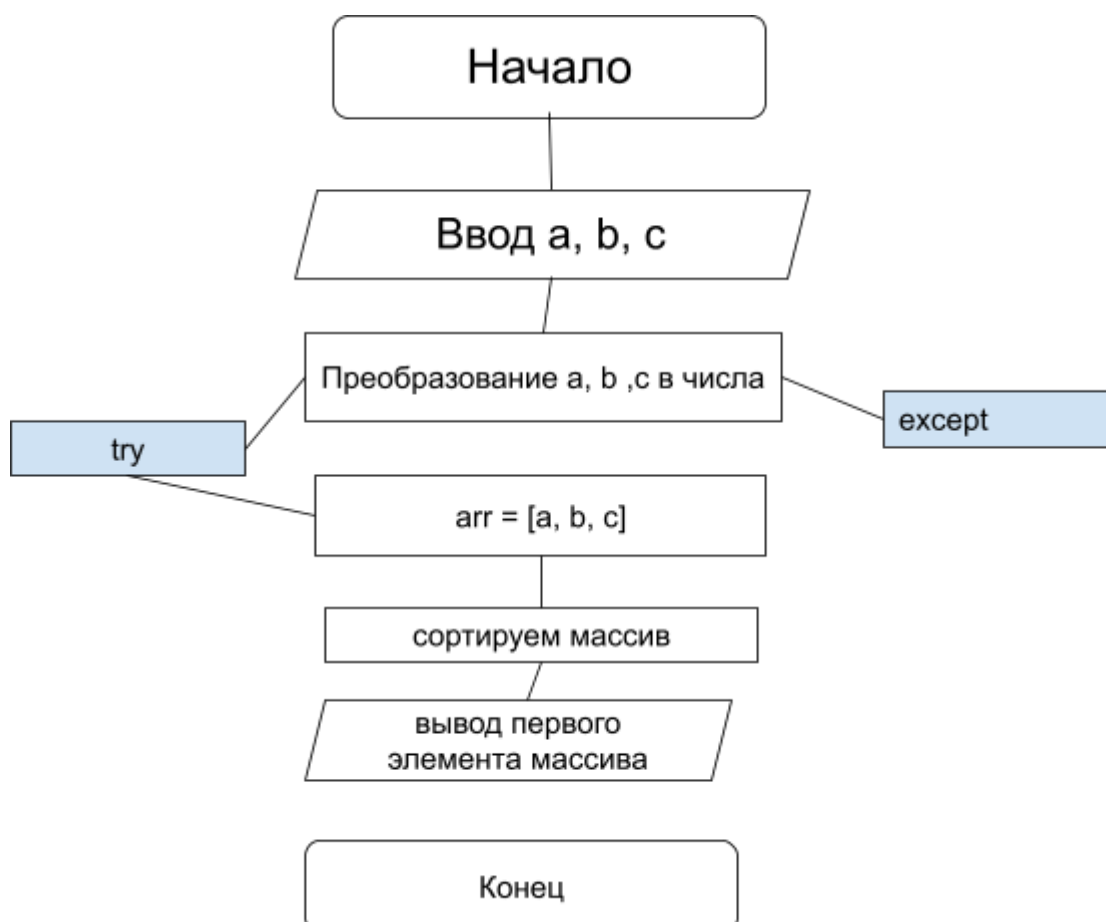 Начало
Ввод a, b, c
Преобразование a, b ,c в числа
try
except
arr = [a, b, c]
сортируем массив
вывод первого
элемента массива
Конец